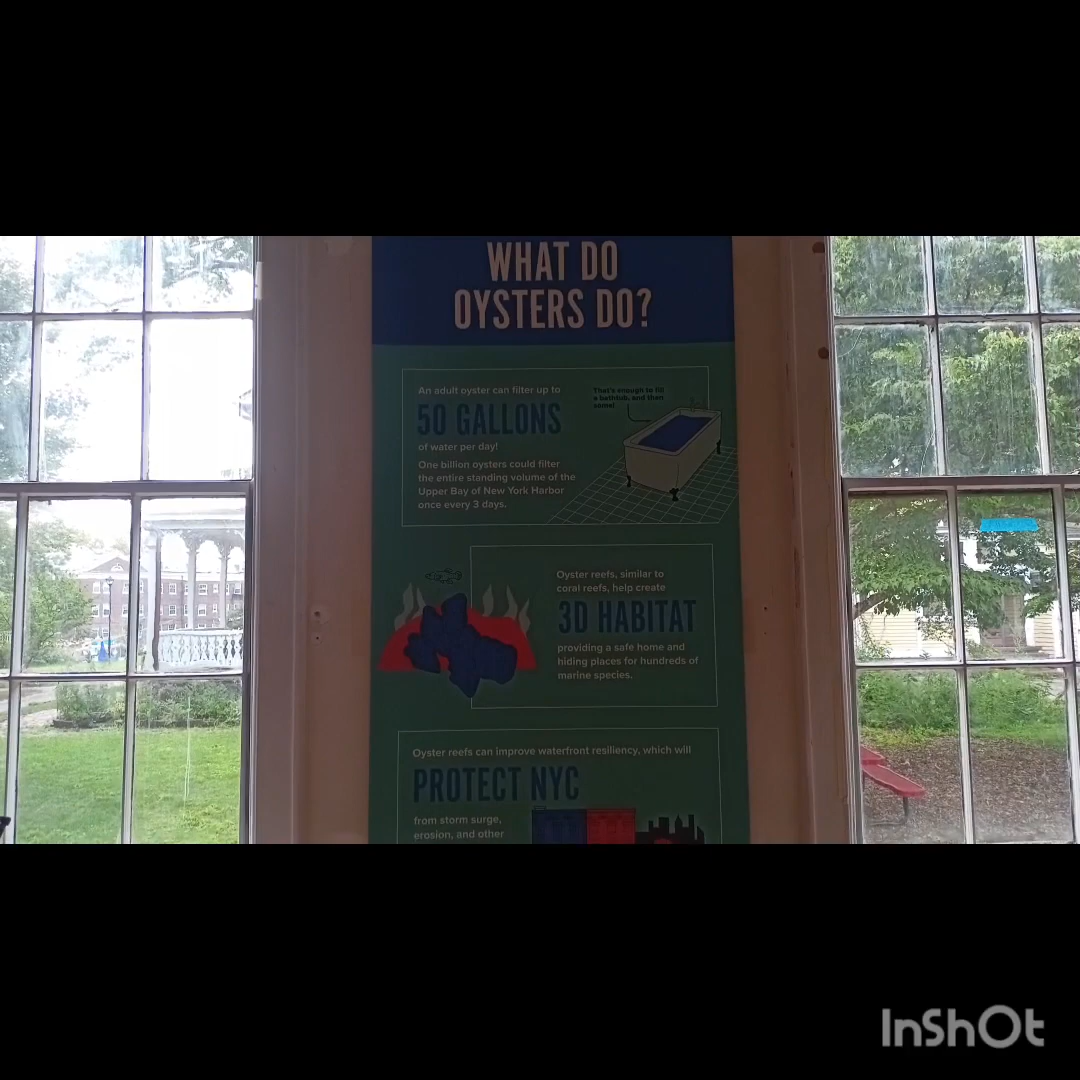 WHAT DO
OYSTERS DO?
An adult oyster can filter up to
50 GALLONS
of water per day!
That's enough to fill
a bathtub, and then
some!
One billion oysters could filter
the entire standing volume of the
Upper Bay of New York Harbor
once every 3 days.
Oyster reefs, similar to
coral reefs, help create
3D HABITAT
providing a safe home and
hiding places for hundreds of
marine species.
Oyster reefs can improve waterfront resiliency, which will
PROTECT NYC
from storm surge,
erosion, and other
InShOt